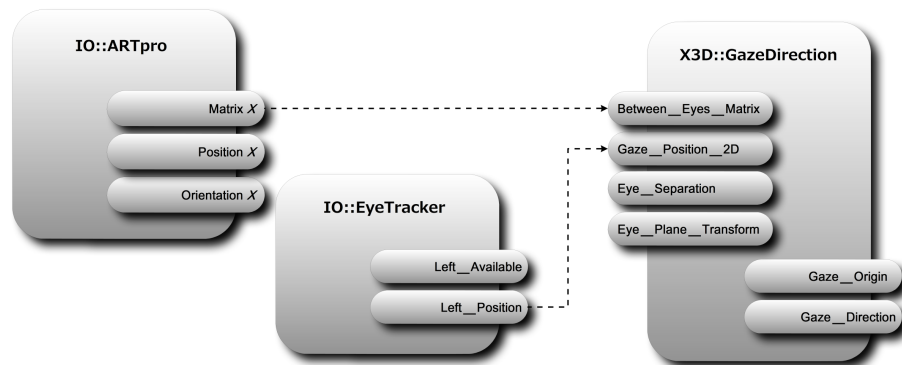 IO::ARTpro
Matrix X
Position X
Orientation X
IO::EyeTracker
Left__Available
Left__Position
X3D::GazeDirection
Between__Eyes__Matrix
Gaze__Position__2D
Eye__Separation
Eye__Plane__Transform
Gaze__Origin
Gaze__Direction